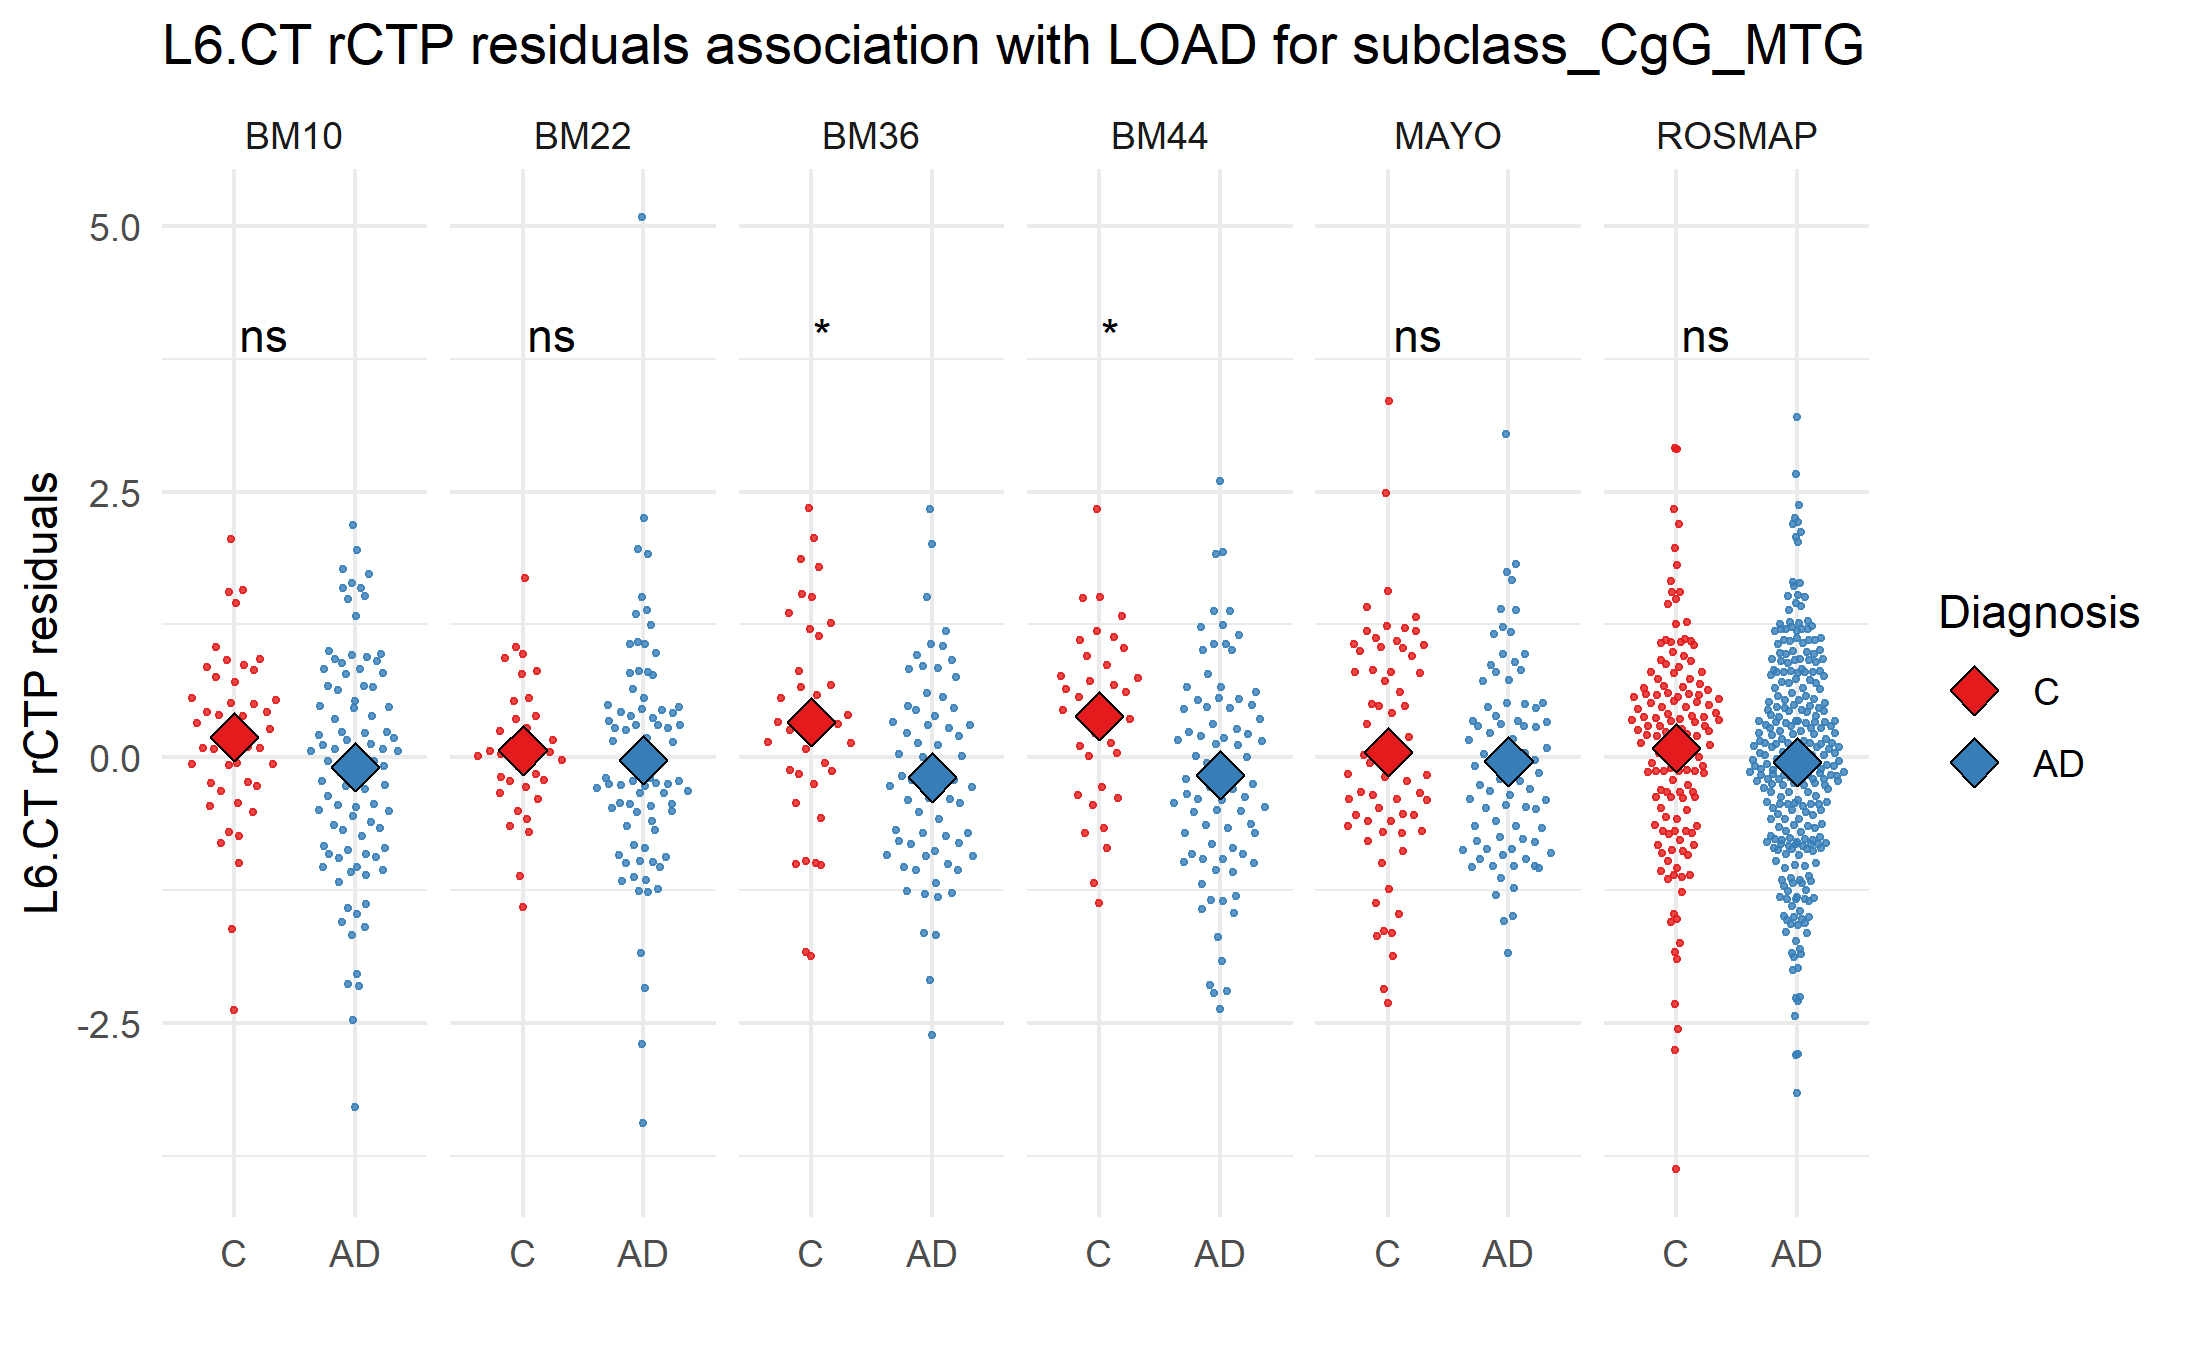 L6.CT rCTP residuals association with LOAD for subclass_CgG_MTG
BM10 BM22 BM36 BM44 MAYO ROSMAP
5.0
ns ns * * ns ns
2.5
0.0
-2.5
L6.CT rCTP residuals
Diagnosis
C
AD
C AD C AD C AD C AD C AD C AD